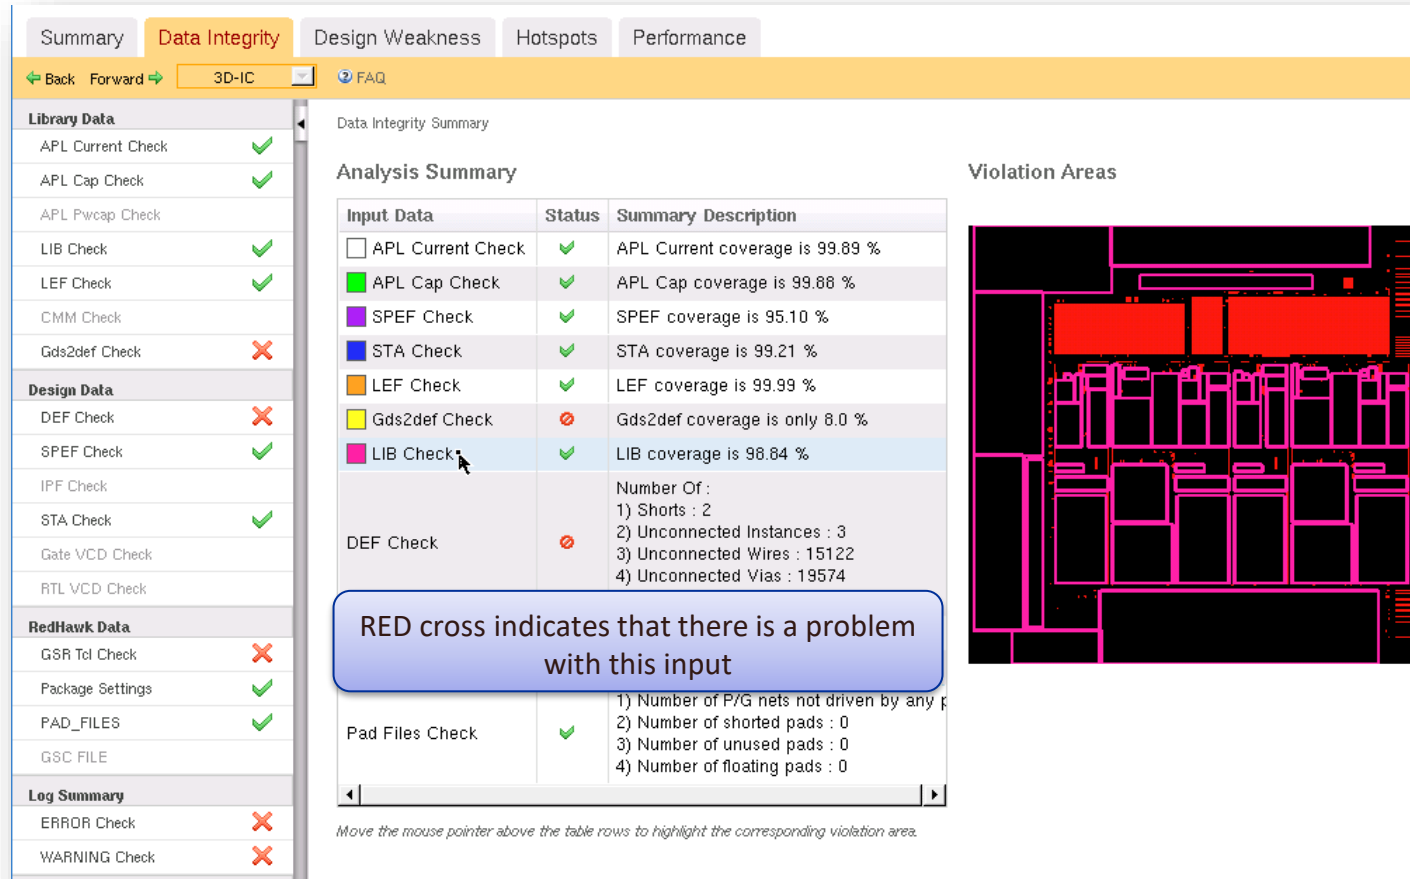 Summary
Data Integrity
Design Weakness
Hotspots
Performance
Back
Forward
3D-IC
FAQ
Library Data
APL Current Check
APL Cap Check
APL Pwcap Check
LIB Check
LEF Check
CMM Check
Gds2def Check
Design Data
DEF Check
SPEF Check
IPF Check
STA Check
Gate VCD Check
RTL VCD Check
RedHawk Data
GSR Tcl Check
Package Settings
PAD_FILES
GSC FILE
Log Summary
ERROR Check
WARNING Check
Data Integrity Summary
Analysis Summary
Input Data Status Summary Description
APL Current Check APL Current coverage is 99.89 %
APL Cap Check APL Cap coverage is 99.88 %
SPEF Check SPEF coverage is 95.10 %
STA Check STA coverage is 99.21 %
LEF Check LEF coverage is 99.99 %
Gds2def Check Gds2def coverage is only 8.0 %
LIB Check LIB coverage is 98.84 %
DEF Check
Number Of :
1) Shorts : 2
2) Unconnected Instances : 3
3) Unconnected Wires : 15122
4) Unconnected Vias : 19574
RED cross indicates that there is a problem
with this input
Pad Files Check
1) Number of P/G nets not driven by any
2) Number of shorted pads : 0
3) Number of unused pads : 0
4) Number of floating pads : 0
Move the mouse pointer above the table rows to highlight the corresponding violation area.
Violation Areas